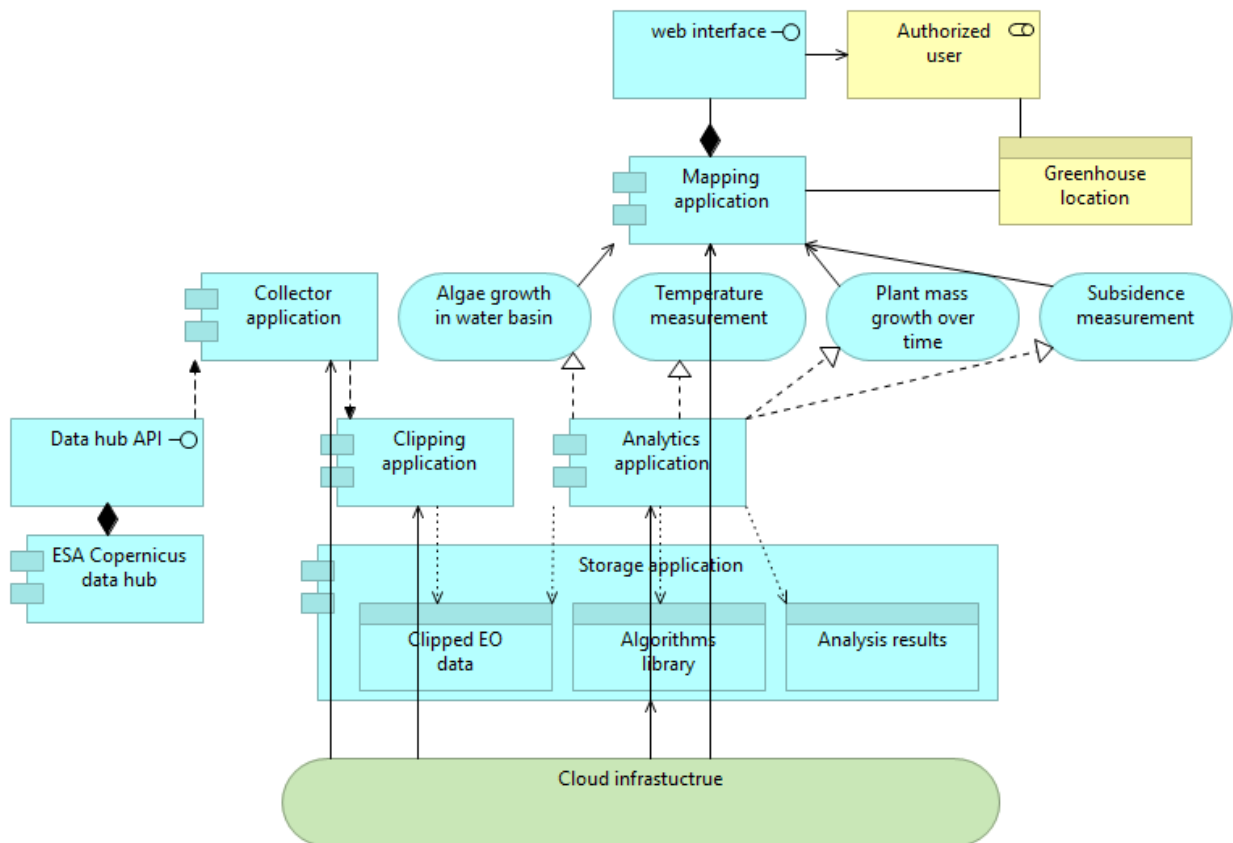 web interface
Authorized
user
Mapping
application
Greenhouse
location
Collector
application
Algae growth
in water basin
Temperature
measurement
Plant mass
growth over
time
Subsidence
measurement
Data hub API
Clipping
application
Analytics
application
ESA Copernicus
data hub
Storage application
Clipped EO
data
Algorithms
library
Analysis results
Cloud infrastuctrue